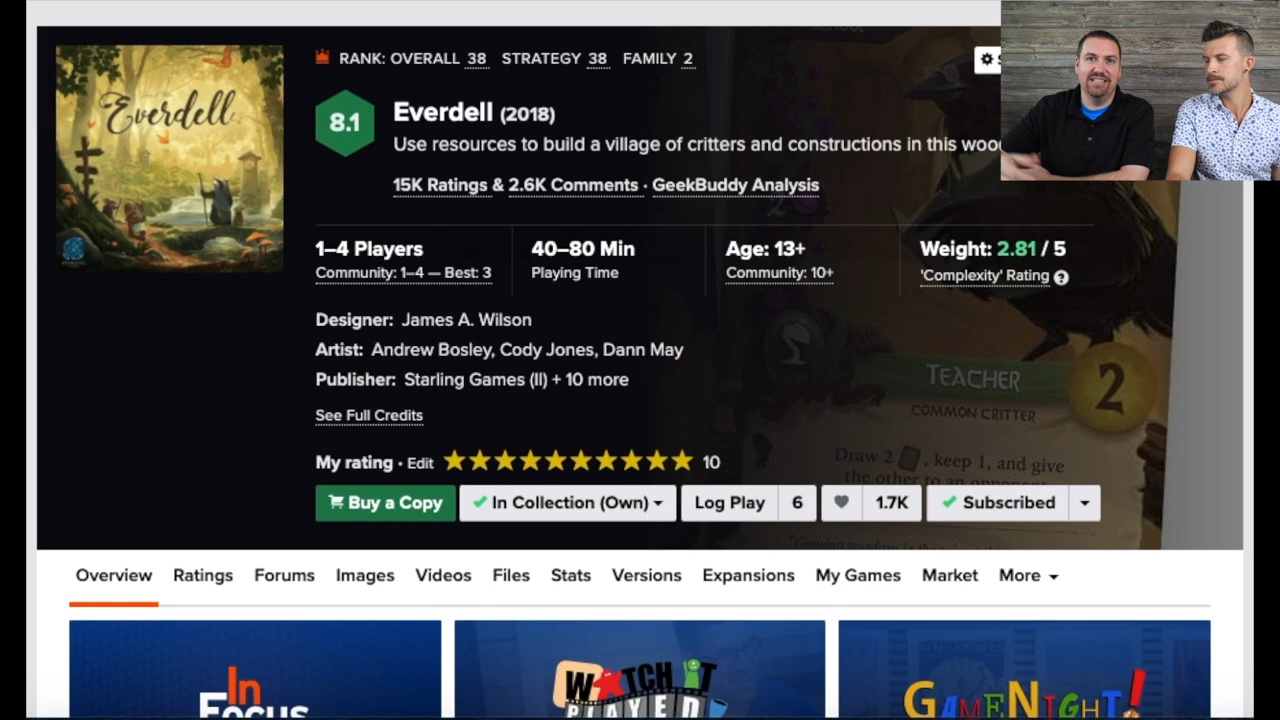 Everdell
RANK: OVERALL 38 STRATEGY 38 FAMILY 2
8.1
Everdell (2018)
Use resources to build a village of critters and constructions in this
15K Ratings & 2.6K Comments · GeekBuddy Analysis
1–4 Players
Community: 1–4 — Best: 3
40–80 Min
Playing Time
Age: 13+
Community: 10+
Weight: 2.81 / 5
'Complexity' Rating ?
Designer: James A. Wilson
Artist: Andrew Bosley, Cody Jones, Dann May
Publisher: Starling Games (II) + 10 more
See Full Credits
My rating · Edit 10
Buy a Copy
In Collection (Own)
Log Play 6
1.7K
Subscribed
TEACHER
2
COMMON CRITTER
Draw 2 , keep 1, and give
the other to an opponent
Overview Ratings Forums Images Videos Files Stats Versions Expansions My Games Market More
In
Focus
WATCH IT
PLAYED
GAMENIGHT!